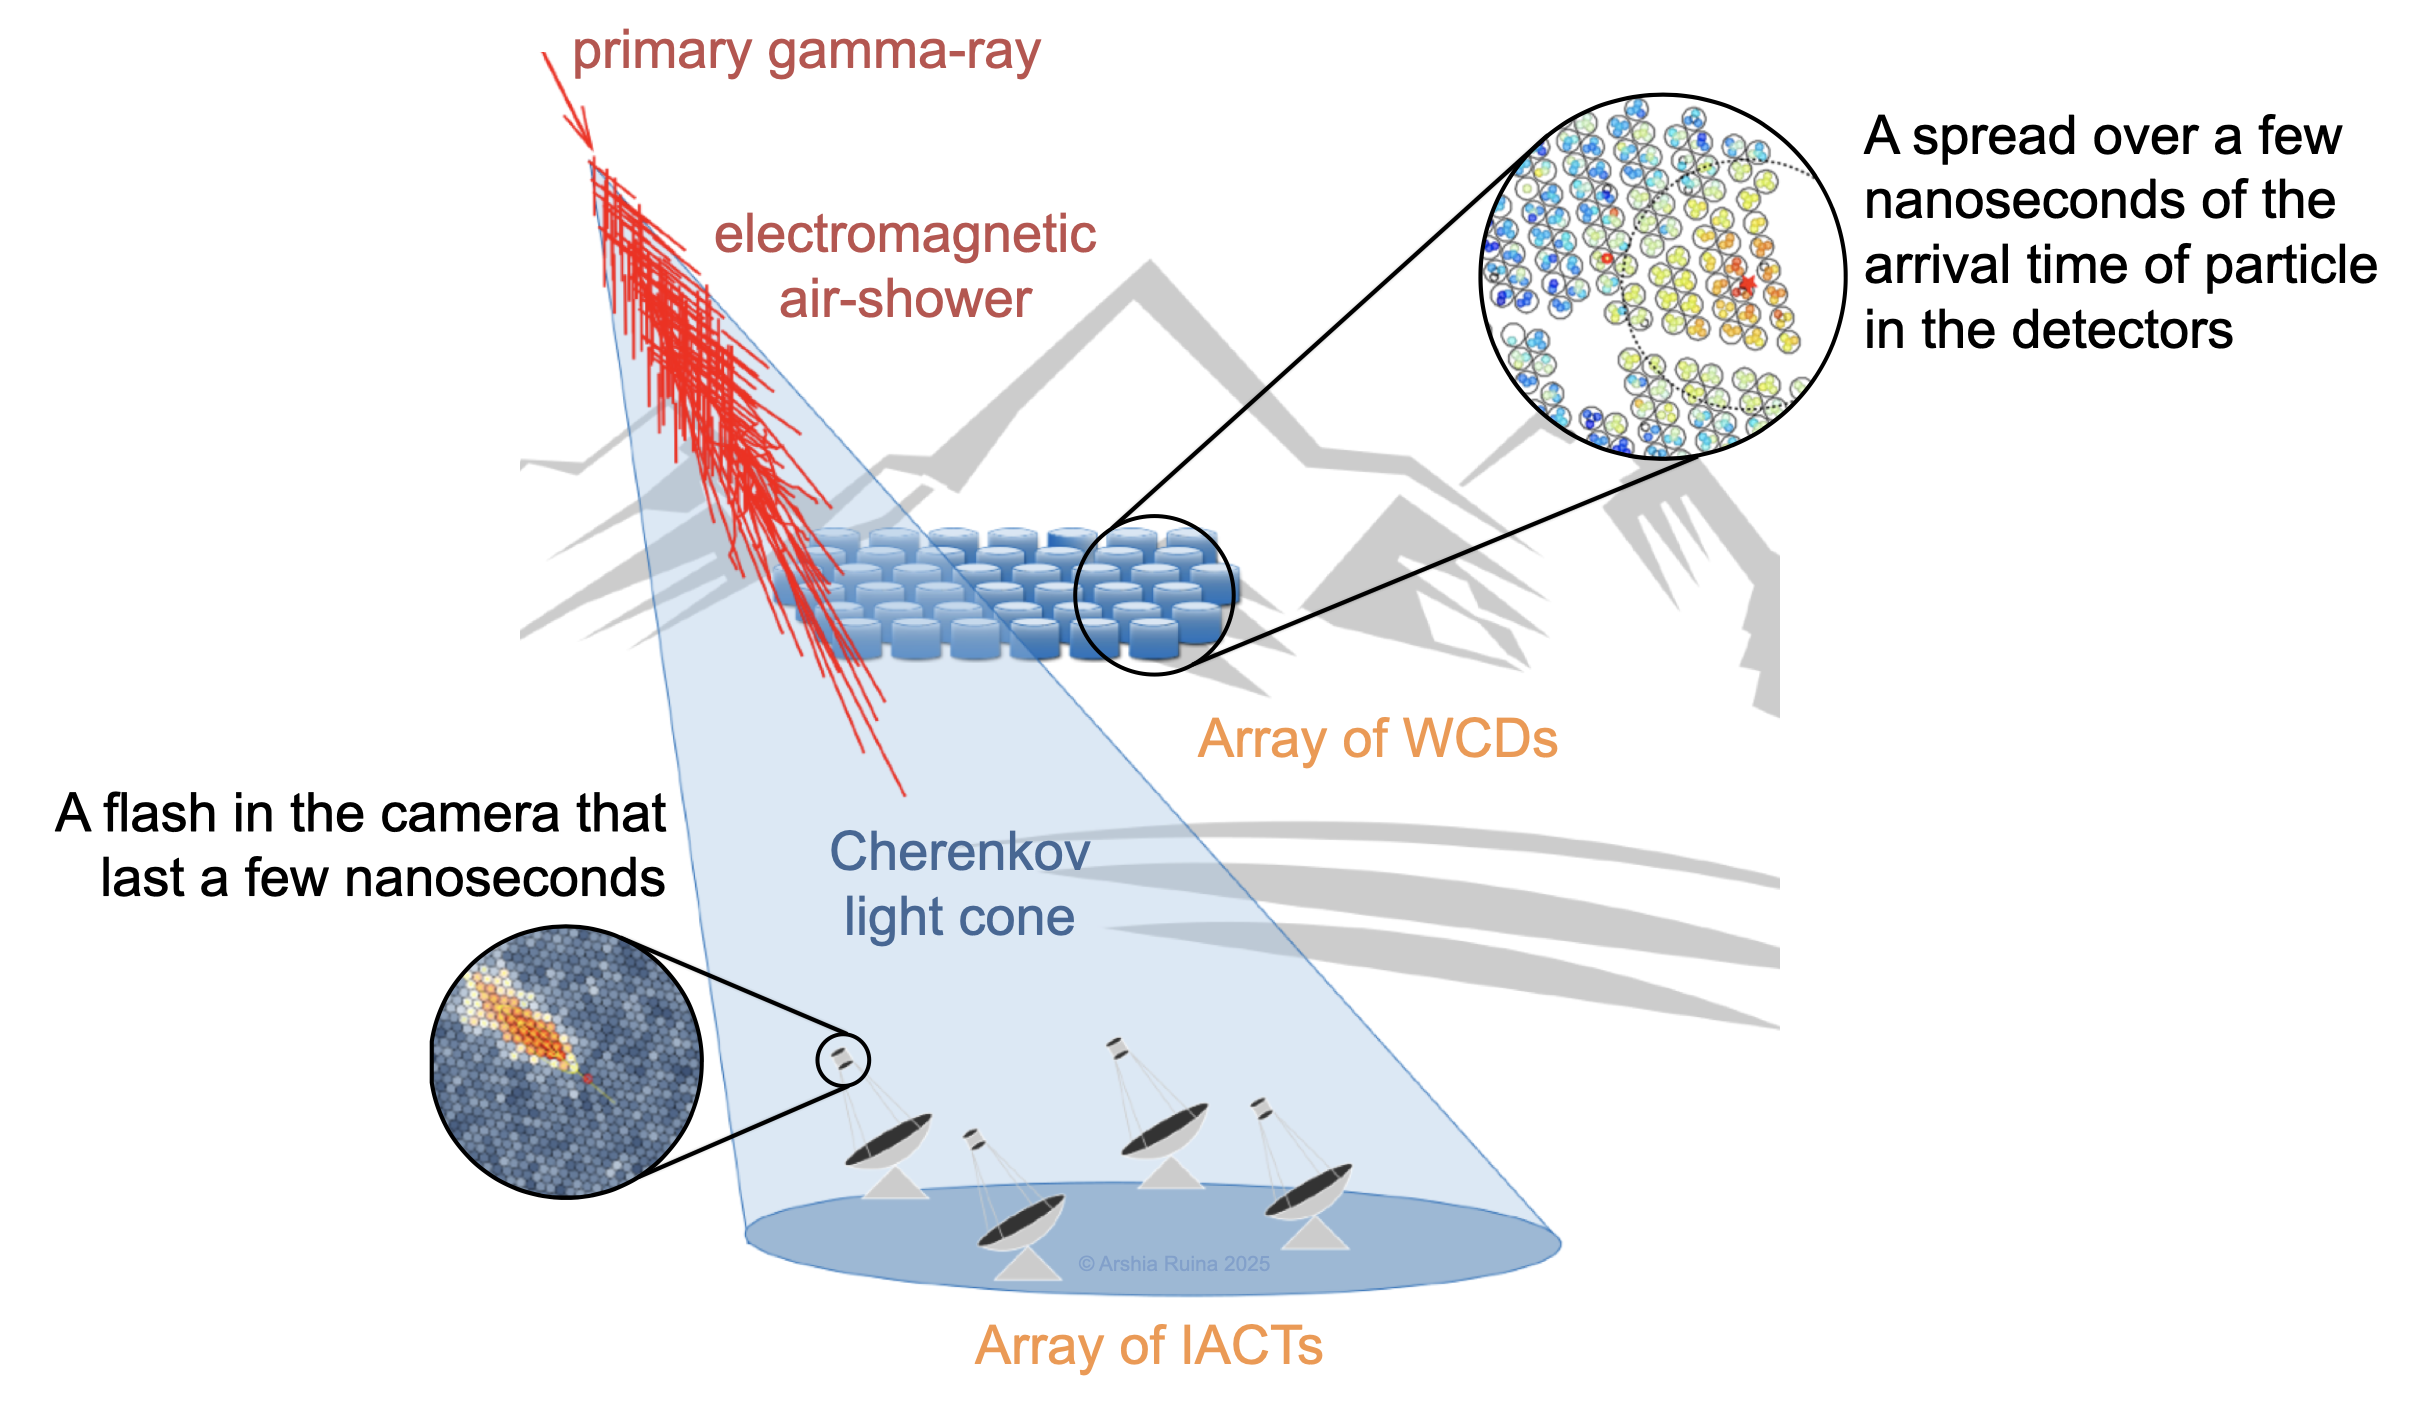 primary gamma-ray
electromagnetic
air-shower
A spread over a few
nanoseconds of the
arrival time of particle
in the detectors
Array of WCDs
A flash in the camera that
last a few nanoseconds
Cherenkov
light cone
© Arshia Ruina 2025
Array of IACTs